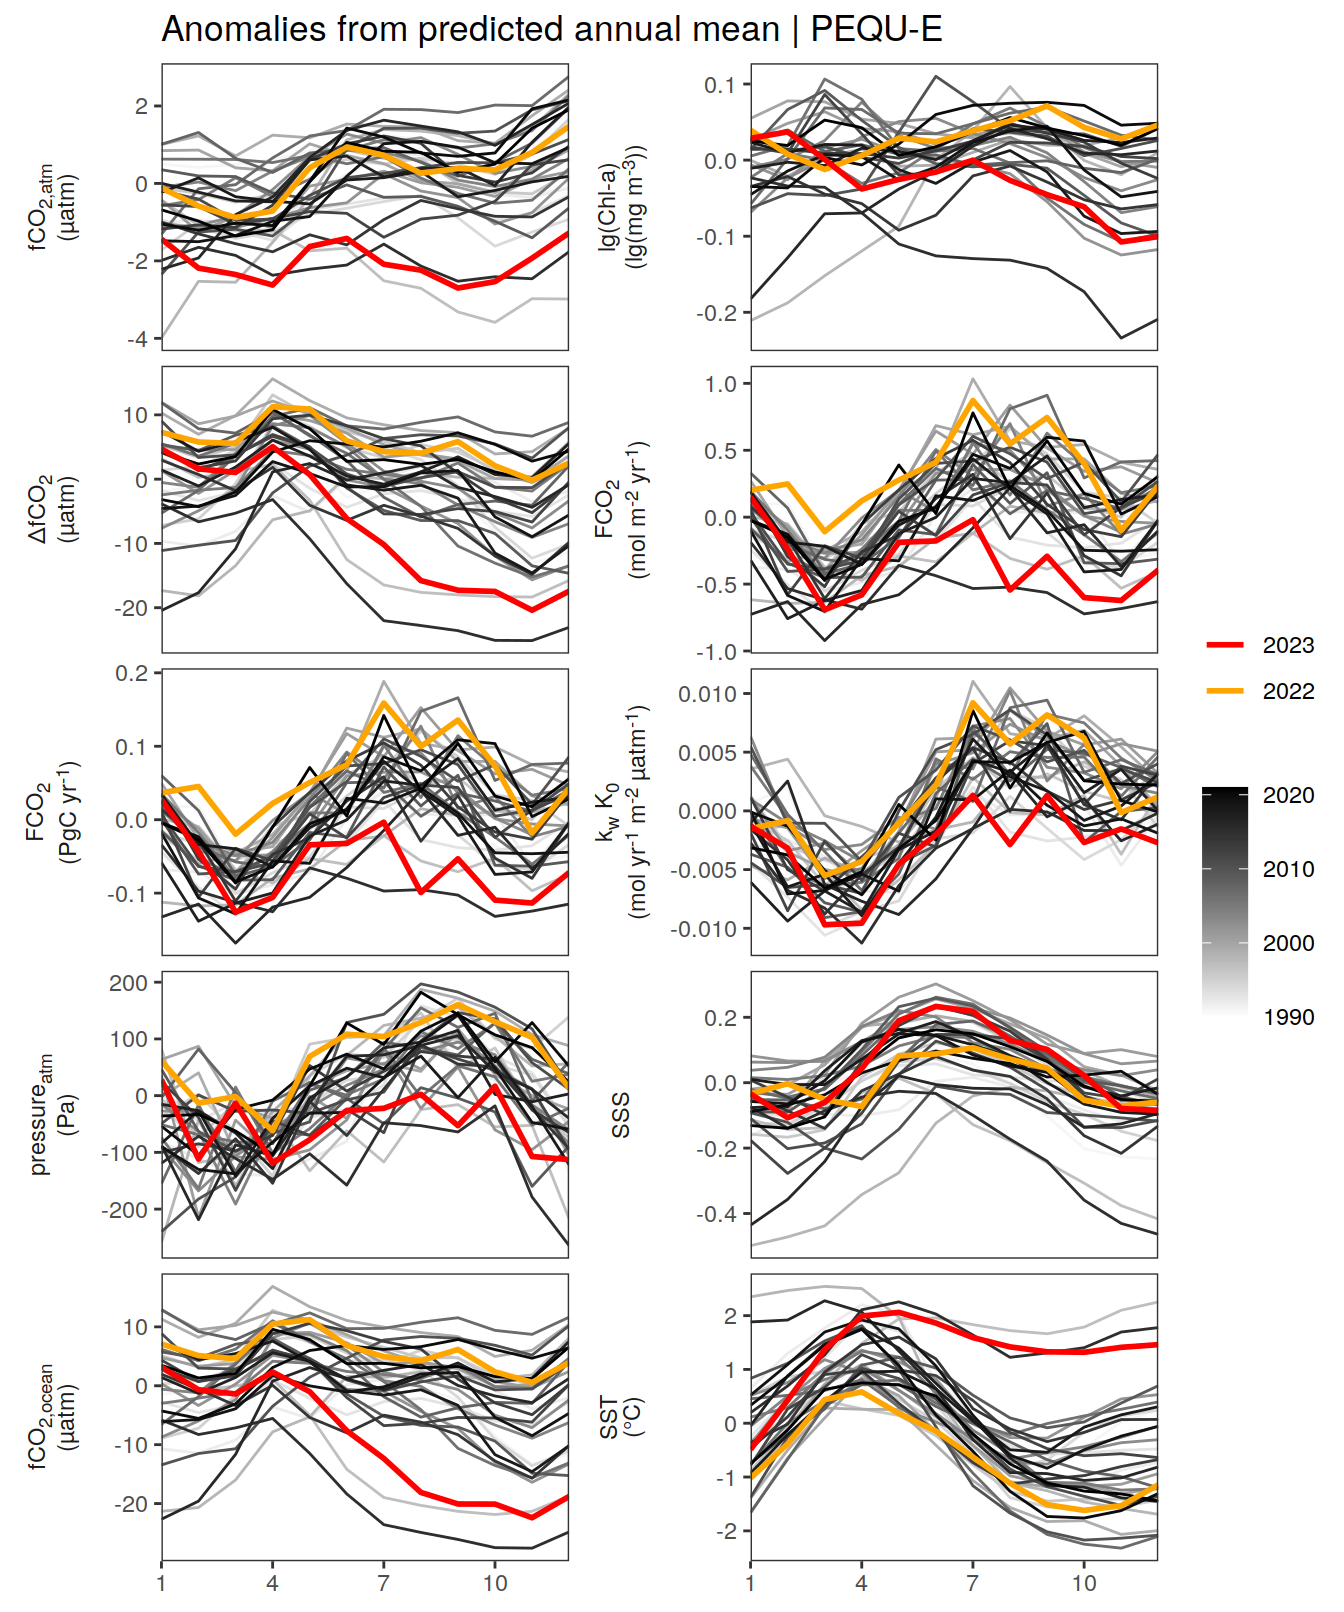 Anomalies from predicted annual mean | PEQU-E
fCO2,atm
(µatm)
2
0
-2
-4
lg(Chl-a)
(lg(mg m-3))
0.1
0.0
-0.1
-0.2
ΔfCO2
(µatm)
10
0
-10
-20
FCO2
(mol m-2 yr-1)
1.0
0.5
0.0
-0.5
-1.0
FCO2
(PgC yr-1)
0.2
0.1
0.0
-0.1
kw K0
(mol yr-1 m-2 µatm-1)
0.010
0.005
0.000
-0.005
-0.010
pressureatm
(Pa)
200
100
0
-100
-200
SSS
0.2
0.0
-0.2
-0.4
fCO2,ocean
(µatm)
10
0
-10
-20
1
4
7
10
SST
(°C)
2
1
0
-1
-2
1
4
7
10
2023
2022
2020
2010
2000
1990